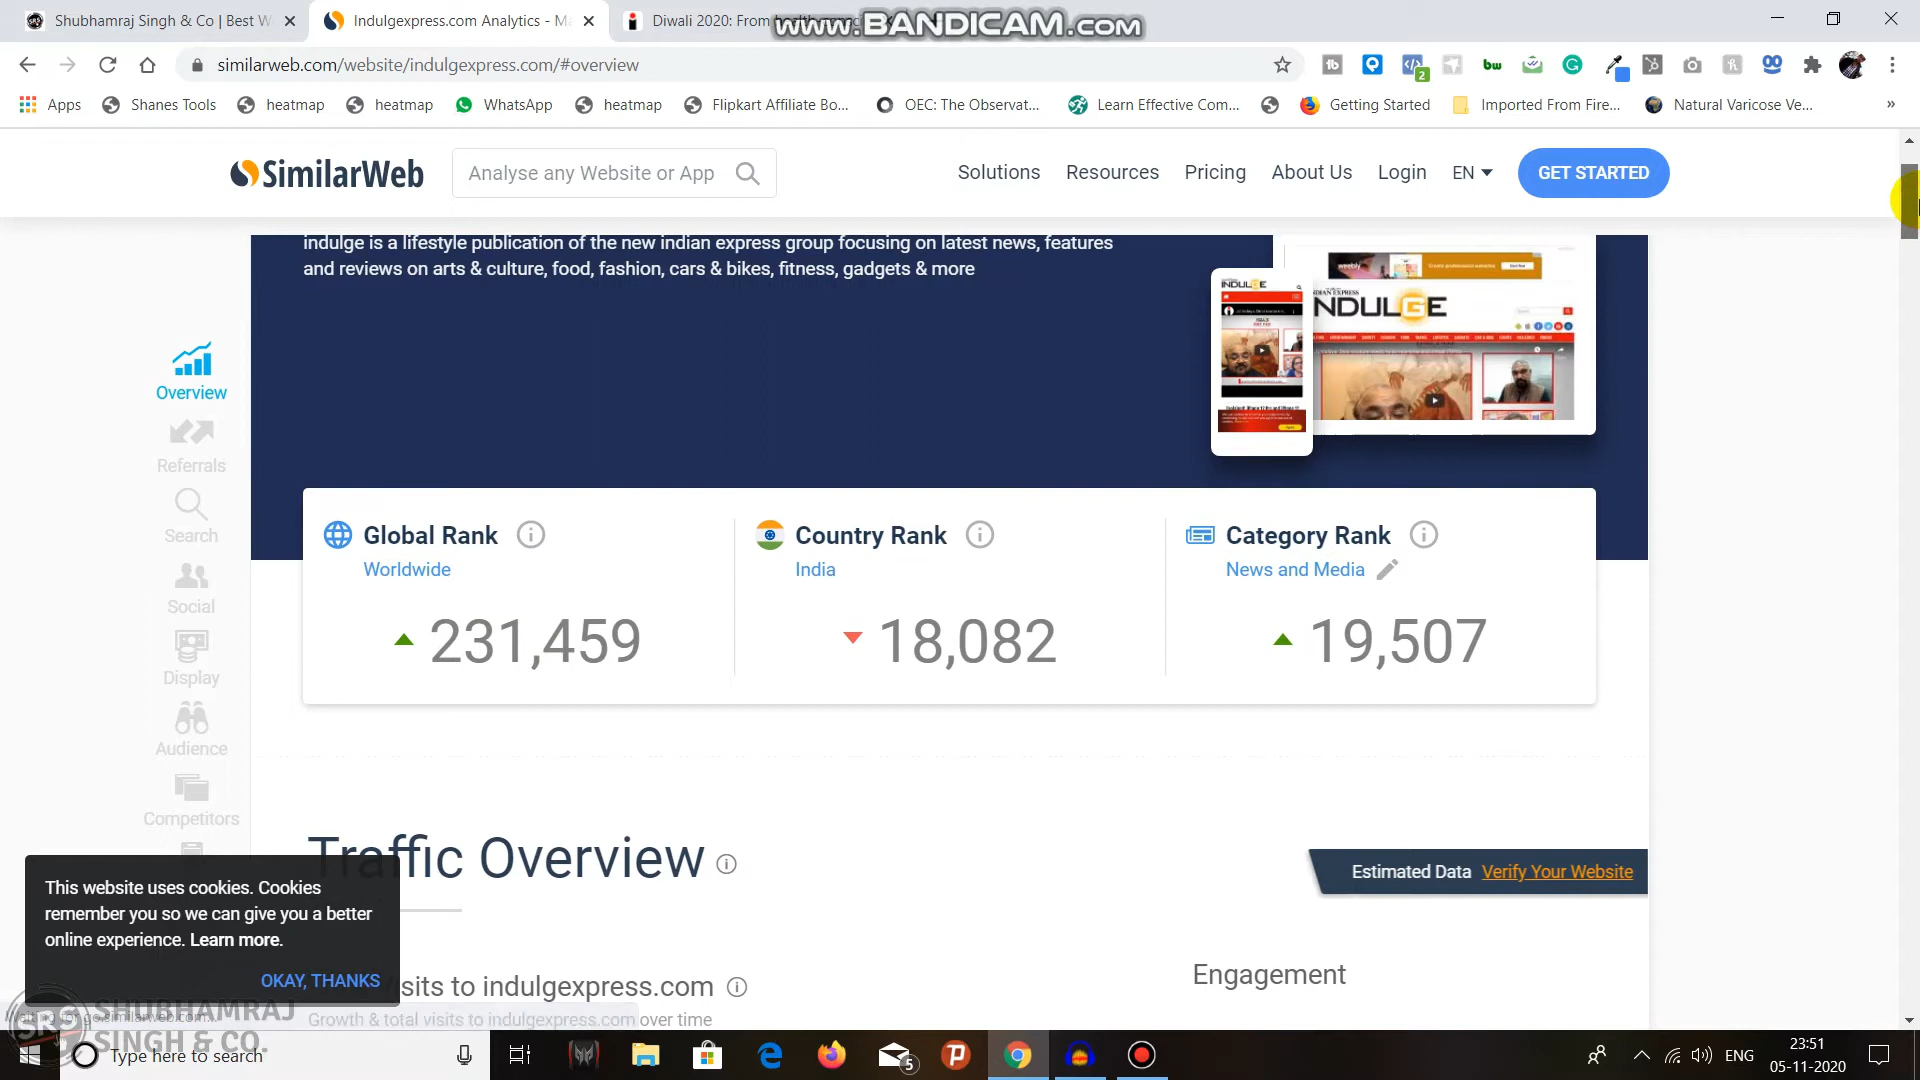 Shubhamraj Singh & Co | Best W
Indulgexpress.com Analytics - Ma
Diwali 2020: From
www.BANDICAM.com
similarweb.com/website/indulgexpress.com/#overview
Apps
Shanes Tools
heatmap
heatmap
WhatsApp
heatmap
Flipkart Affiliate Bo...
OEC: The Observat...
Learn Effective Com...
Getting Started
Imported From Fire...
Natural Varicose Ve...
»
SimilarWeb
Analyse any Website or App
Solutions
Resources
Pricing
About Us
Login
EN
GET STARTED
indulge is a lifestyle publication of the new indian express group focusing on latest news, features
and reviews on arts & culture, food, fashion, cars & bikes, fitness, gadgets & more
INDULGE
INDIAN EXPRESS
INDULGE
Overview
Referrals
Search
Social
Display
Audience
Competitors
Global Rank
Worldwide
231,459
Country Rank
India
18,082
Category Rank
News and Media
19,507
Traffic Overview
Estimated Data Verify Your Website
This website uses cookies. Cookies
remember you so we can give you a better
online experience. Learn more.
OKAY, THANKS
sits to indulgexpress.com
Growth & total visits to indulgexpress.com over time
Engagement
SRS
SHUBHAMRAJ
SINGH & CO.
Type here to search
5
ENG
23:51
05-11-2020